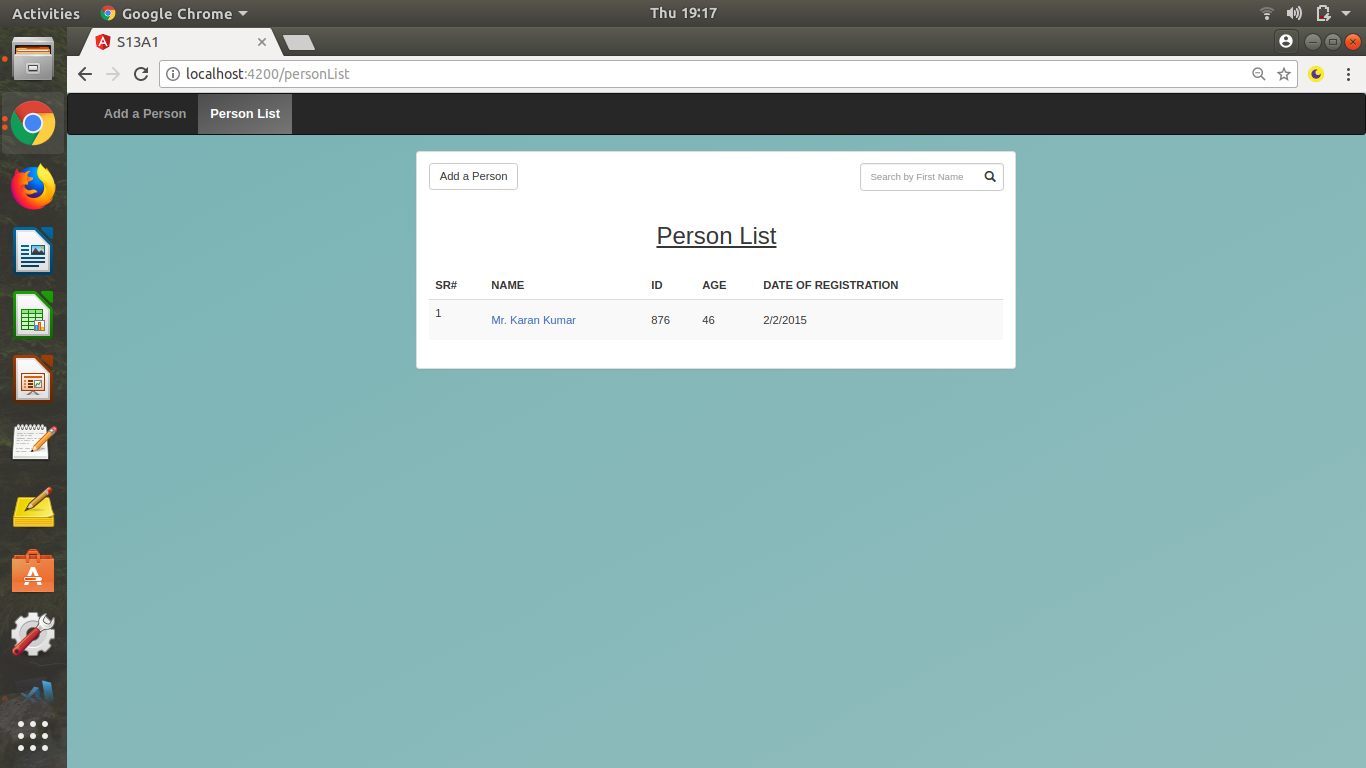 Activities Google Chrome Thu 19:17
S13A1
localhost:4200/personList
Add a Person Person List
Add a Person Search by First Name
Person List
SR# NAME ID AGE DATE OF REGISTRATION
1 Mr. Karan Kumar 876 46 2/2/2015